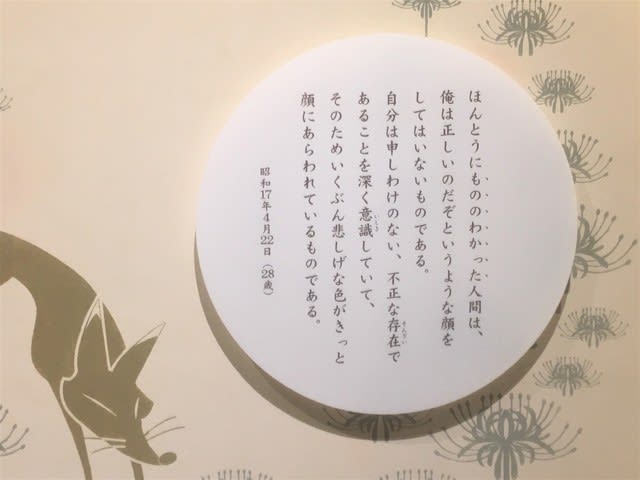 ほんとうにもののわかった人間は、
俺は正しいのだぞというような顔を
してはいないものである。
自分は申しわけのない、不正な存在で
あることを深く意識していて、
そのためいくぶん悲しげな色がきっと
顔にあらわれているものである。
昭和17年4月22日（28歳）